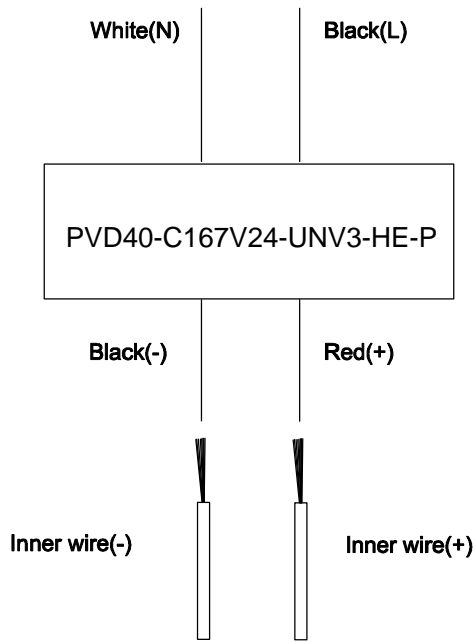 White(N)
Black(L)
PVD40-C167V24-UNV3-HE-P
Black(-)
Red(+)
Inner wire(-)
Inner wire(+)